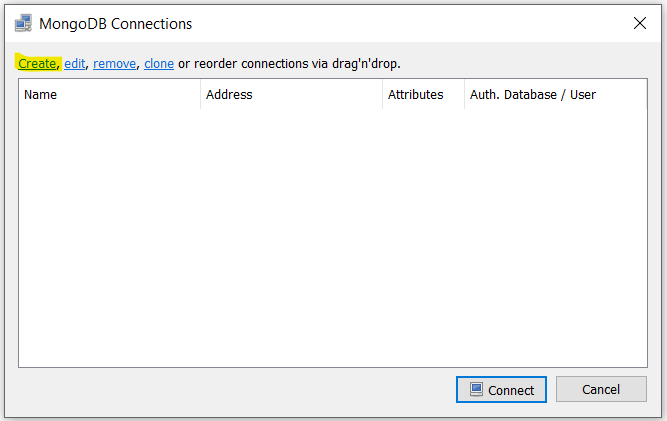 MongoDB Connections
Create, edit, remove, clone or reorder connections via drag'n'drop.
Name Address Attributes Auth. Database / User
Connect Cancel